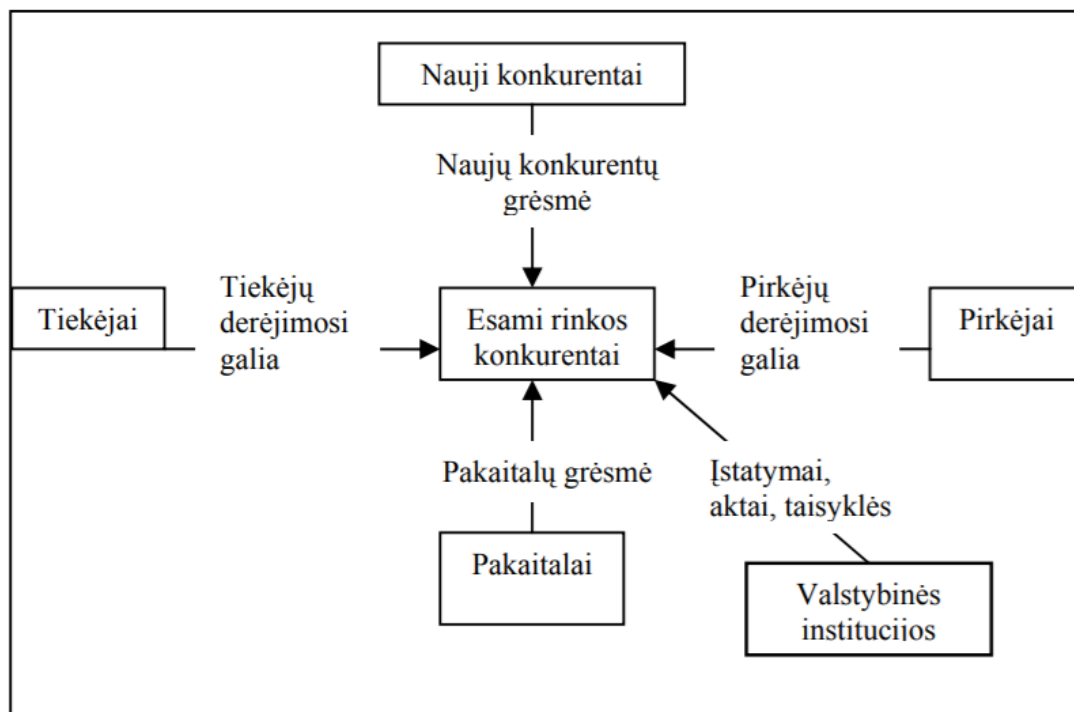 Nauji konkurentai
Naujų konkurentų
grėsmė
Tiekėjai
Tiekėjų
derėjimosi
galia
Esami rinkos
konkurentai
Pirkėjų
derėjimosi
galia
Pirkėjai
Pakaitalų grėsmė
Įstatymai,
aktai, taisyklės
Pakaitalai
Valstybinės
institucijos